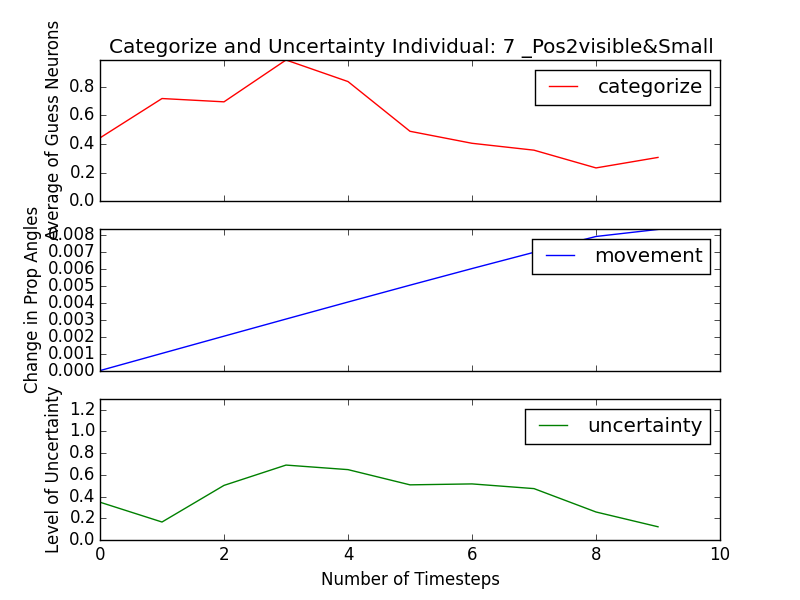 Categorize and Uncertainty Individual: 7 _Pos2visible&Small
Average of Guess Neurons
0.8
0.6
0.4
0.2
0.0
categorize
Change in Prop Angles
0.008
0.007
0.006
0.005
0.004
0.003
0.002
0.001
0.000
movement
Level of Uncertainty
1.2
1.0
0.8
0.6
0.4
0.2
0.0
uncertainty
0 2 4 6 8 10
Number of Timesteps